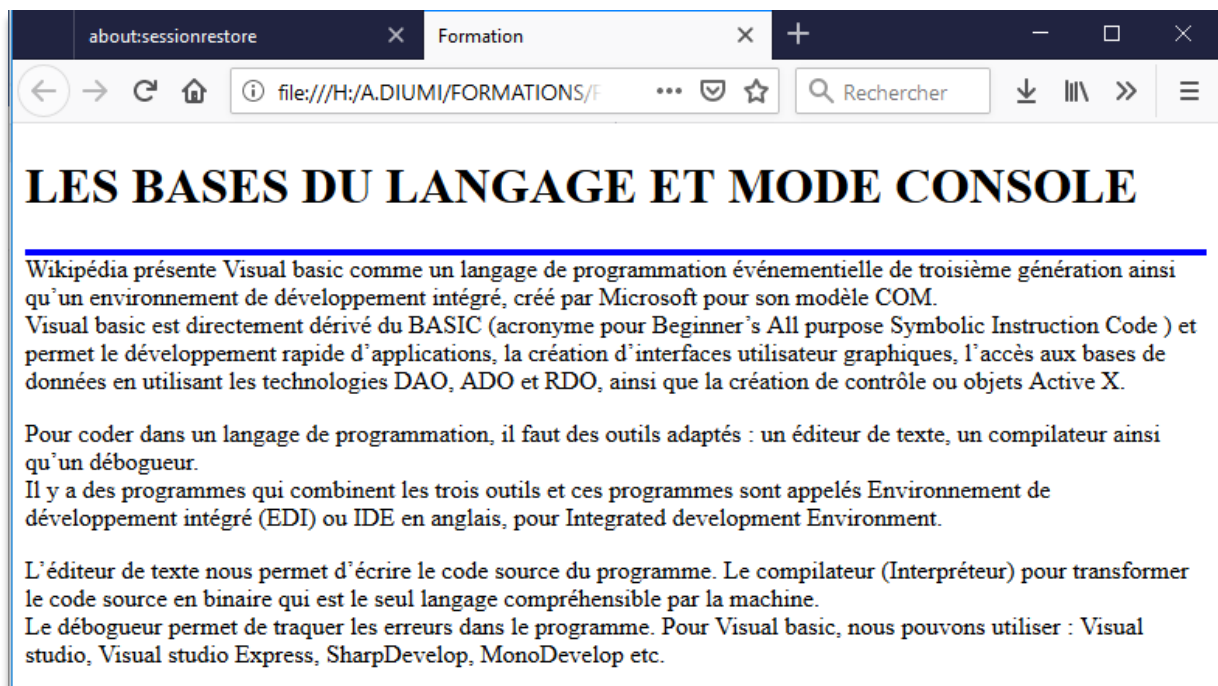 about:sessionrestore
Formation
file:///H:/A.DIUMI/FORMATIONS/F
Rechercher
LES BASES DU LANGAGE ET MODE CONSOLE
Wikipédia présente Visual basic comme un langage de programmation événementielle de troisième génération ainsi
qu’un environnement de développement intégré, créé par Microsoft pour son modèle COM.
Visual basic est directement dérivé du BASIC (acronyme pour Beginner’s All purpose Symbolic Instruction Code ) et
permet le développement rapide d’applications, la création d’interfaces utilisateur graphiques, l’accès aux bases de
données en utilisant les technologies DAO, ADO et RDO, ainsi que la création de contrôle ou objets Active X.
Pour coder dans un langage de programmation, il faut des outils adaptés : un éditeur de texte, un compilateur ainsi
qu’un débogueur.
Il y a des programmes qui combinent les trois outils et ces programmes sont appelés Environnement de
développement intégré (EDI) ou IDE en anglais, pour Integrated development Environment.
L’éditeur de texte nous permet d’écrire le code source du programme. Le compilateur (Interpréteur) pour transformer
le code source en binaire qui est le seul langage compréhensible par la machine.
Le débogueur permet de traquer les erreurs dans le programme. Pour Visual basic, nous pouvons utiliser : Visual
studio, Visual studio Express, SharpDevelop, MonoDevelop etc.